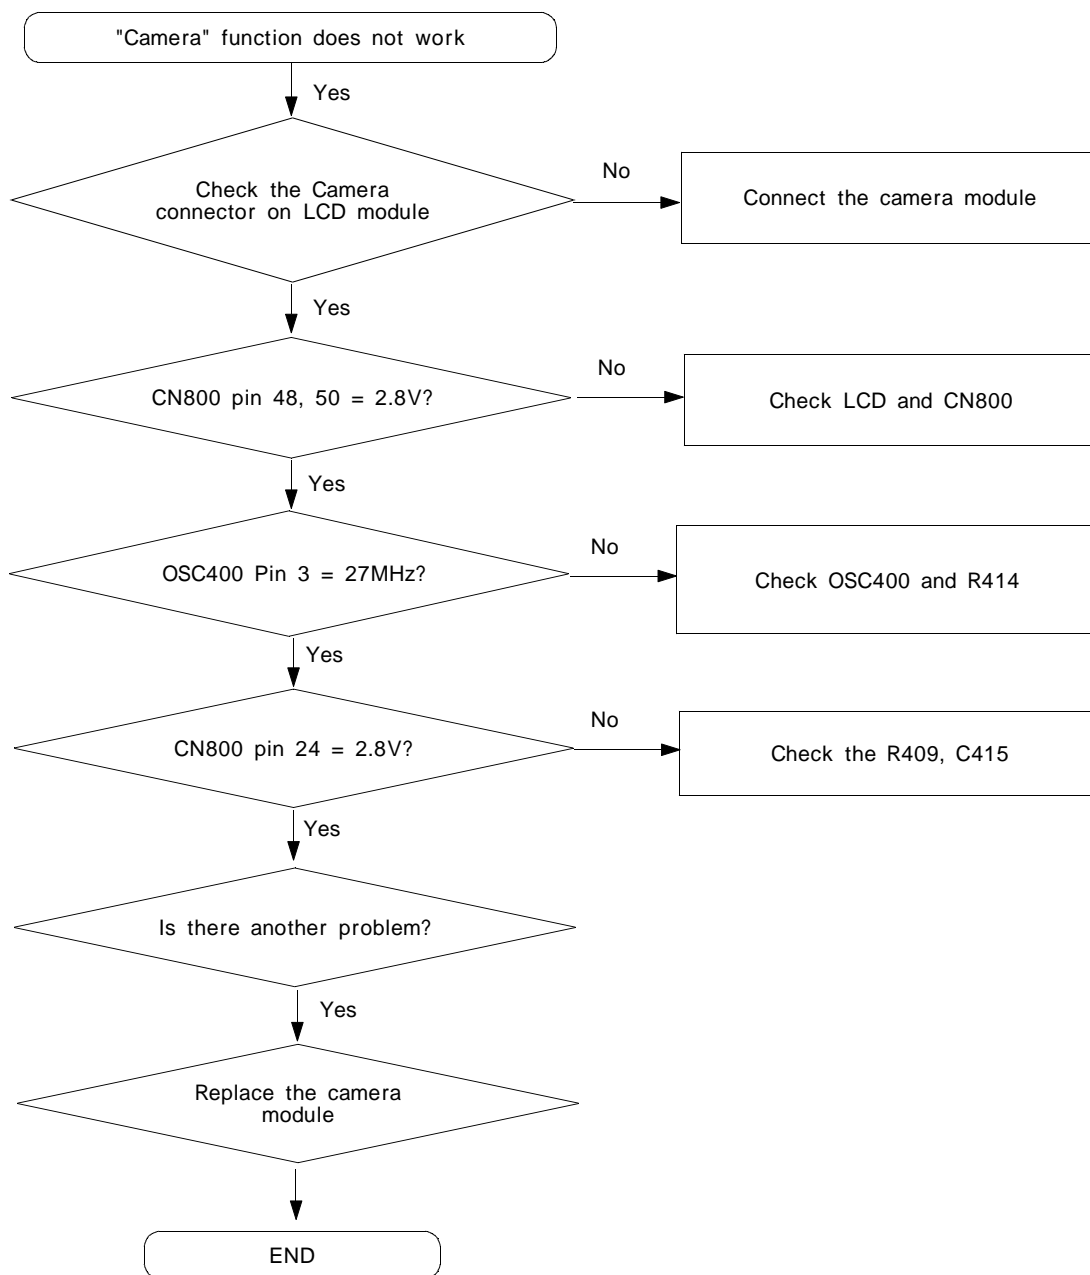 "Camera" function does not work
Yes
Check the Camera
connector on LCD module
No
Connect the camera module
Yes
CN800 pin 48, 50 = 2.8V?
No
Check LCD and CN800
Yes
OSC400 Pin 3 = 27MHz?
No
Check OSC400 and R414
Yes
CN800 pin 24 = 2.8V?
No
Check the R409, C415
Yes
Is there another problem?
Yes
Replace the camera
module
END